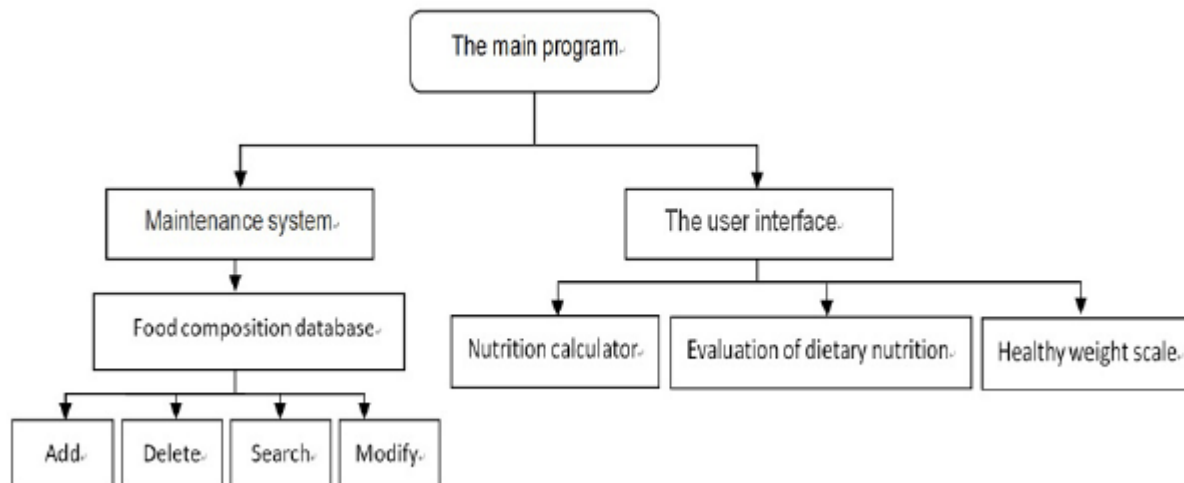 The main program
Maintenance system
The user interface
Food composition database
Nutrition calculator
Evaluation of dietary nutrition
Healthy weight scale
Add
Delete
Search
Modify